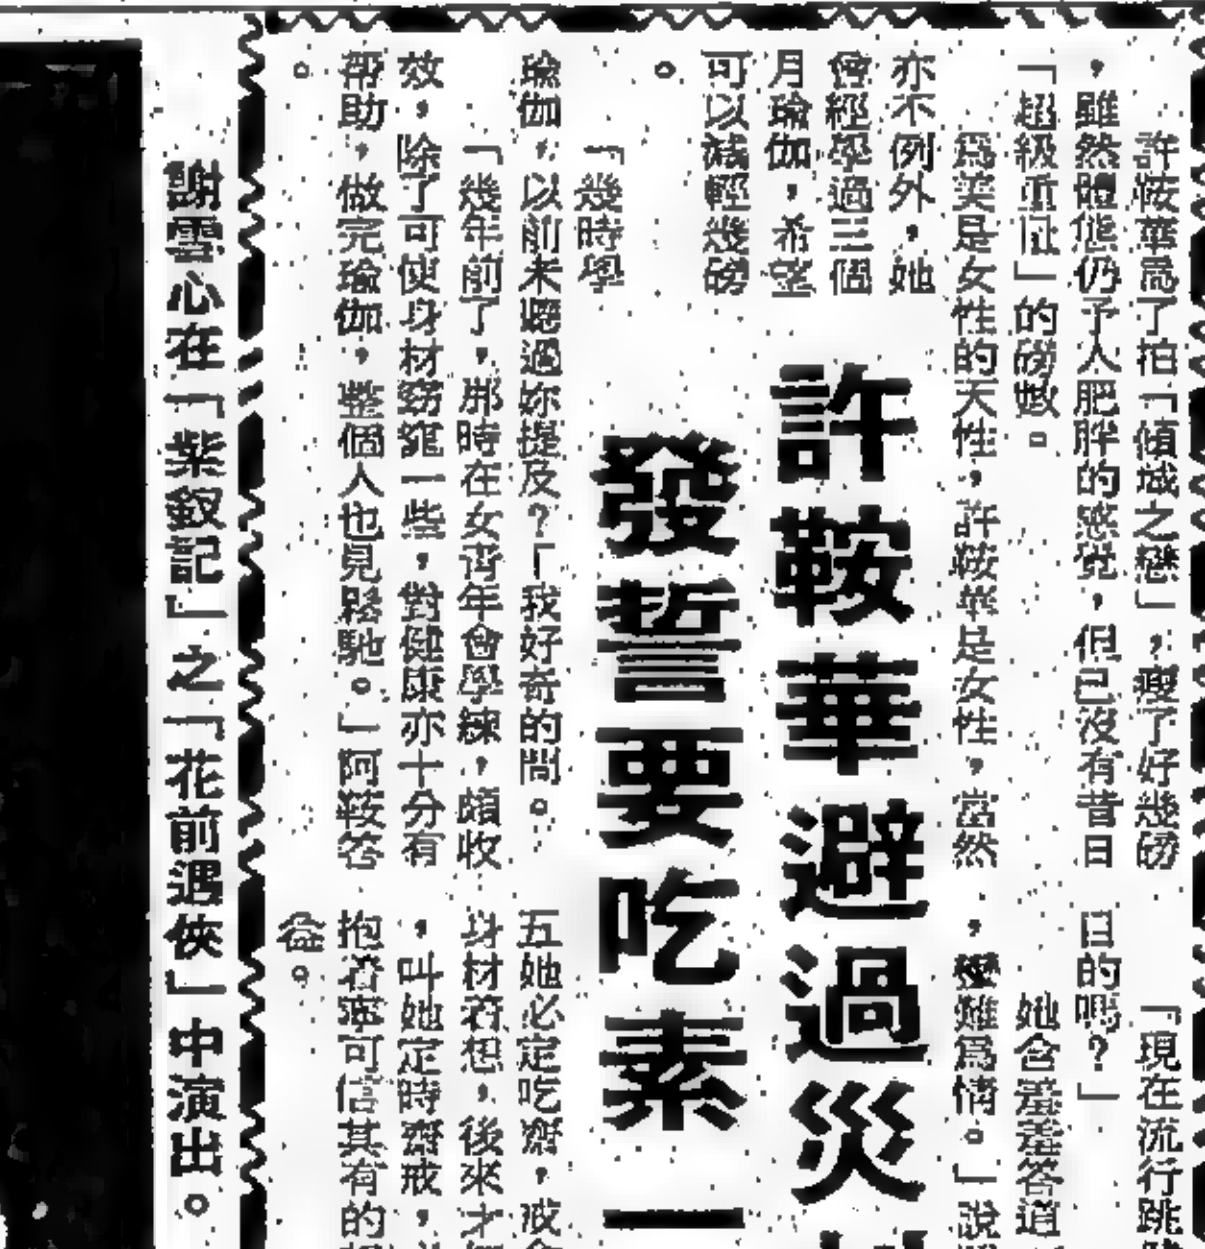 許鞍華避過災
發誓要吃素一
許鞍華爲了拍「傾城之戀」，瘦了好幾磅
，雖然體態仍予人肥胖的感覺，但已沒有昔日
「超級重量」的磅數。
爲美是女性的天性，許鞍華是女性，當然
亦不例外，她
曾經學過三個
月瑜伽，希望
可以減輕幾磅
。
「幾時學
瑜伽，以前未聽過妳提及？「我好奇的問。
「幾年前了，那時在女靑年會學練，頗收
效，除了可使身材窈窕一些，對健康亦十分有
幫助，做完瑜伽，整個人也見鬆馳。」阿鞍答
。
「現在流行跳
日的嗎？」
她含羞羞答道
，難爲情。」說
五她必定吃齋，戒
身材着想，後來才
，叫她定時齋戒，
抱着寧可信其有的
益。
謝雲心在「紫釵記」之「花前遇俠」中演出。